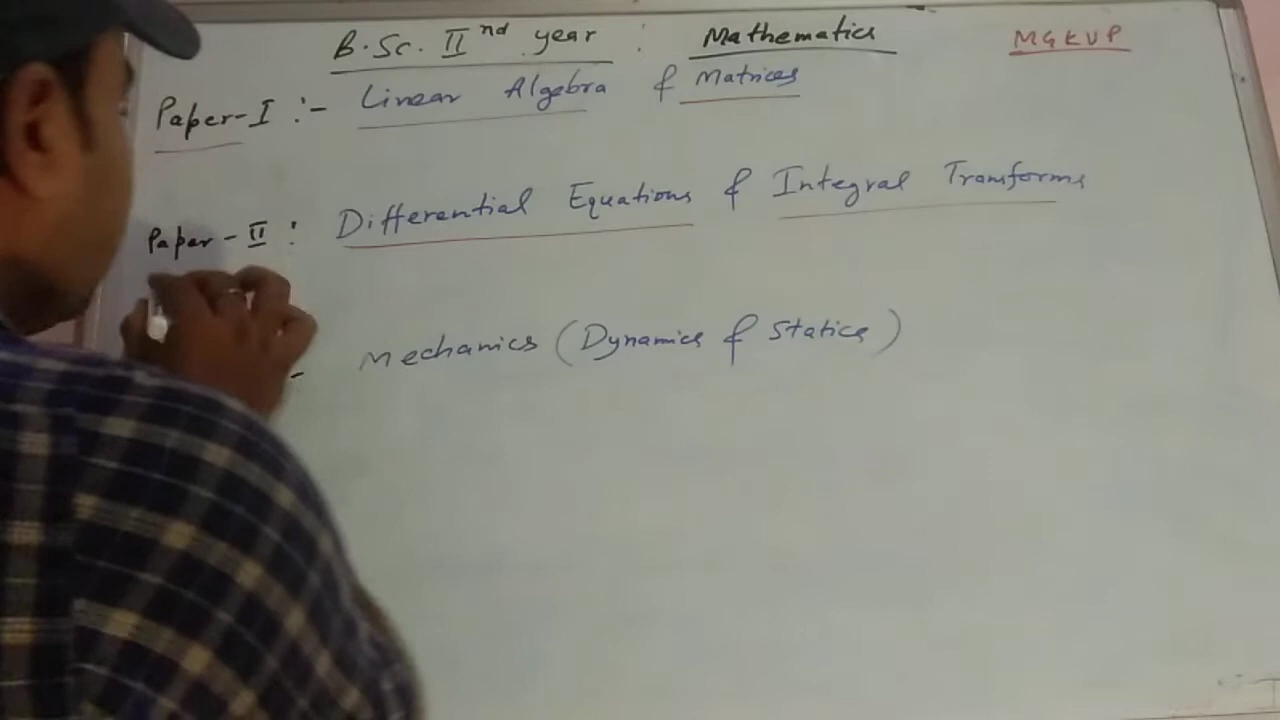 B.Sc. IInd year : Mathematics MGKVP
Paper-I :- Linear Algebra & Matrices
Paper-II : Differential Equations & Integral Transforms
- Mechanics (Dynamics & Statics)